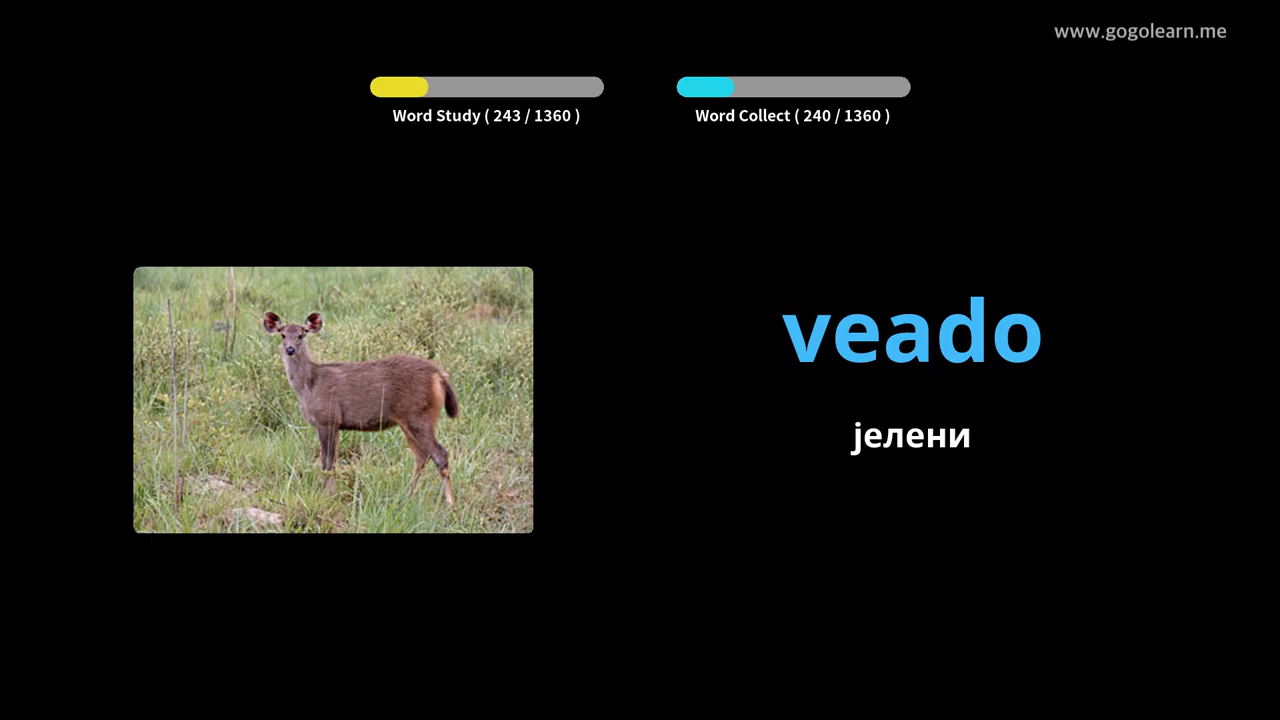 www.gogolearn.me
Word Study ( 243 / 1360 )
Word Collect ( 240 / 1360 )
veado
јелени